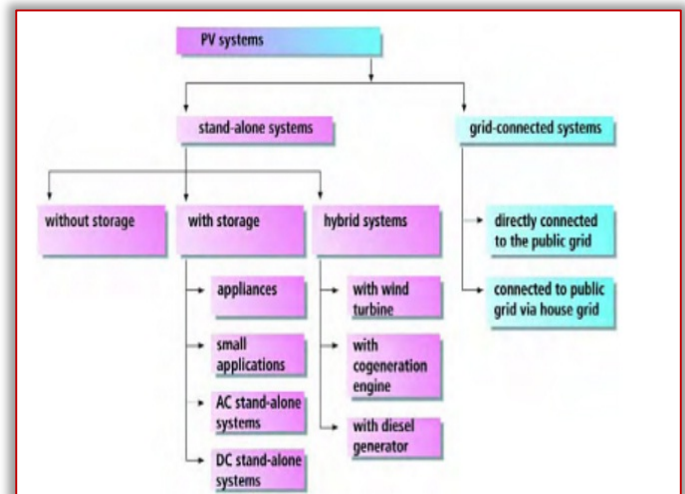 PV systems
stand-alone systems
grid-connected systems
without storage
with storage
hybrid systems
directly connected
to the public grid
appliances
with wind
turbine
connected to public
grid via house grid
small
applications
with
cogeneration
engine
AC stand-alone
systems
with diesel
generator
DC stand-alone
systems